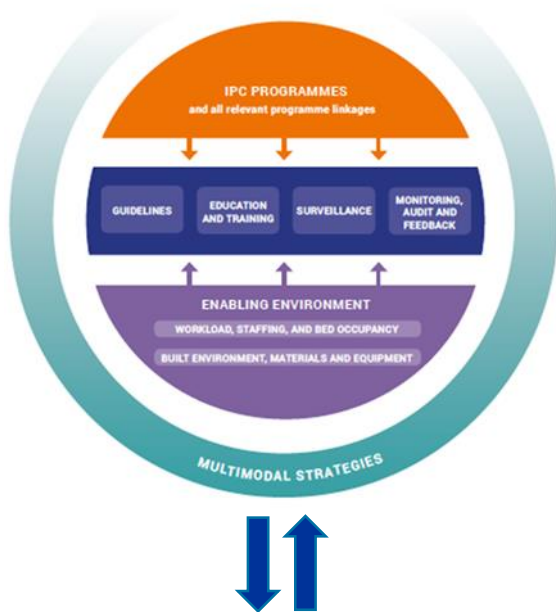 IPC PROGRAMMES
and all relevant programme linkages
GUIDELINES
EDUCATION
AND TRAINING
SURVEILLANCE
MONITORING,
AUDIT AND
FEEDBACK
ENABLING ENVIRONMENT
WORKLOAD, STAFFING, AND BED OCCUPANCY
BUILT ENVIRONMENT, MATERIALS AND EQUIPMENT
MULTIMODAL STRATEGIES